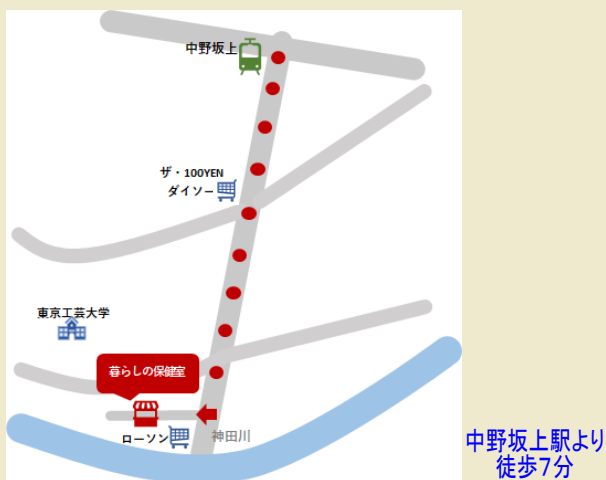 中野坂上
ザ・100YEN
ダイソー
東京工芸大学
暮らしの保健室
ローソン
神田川
中野坂上駅より
徒歩7分